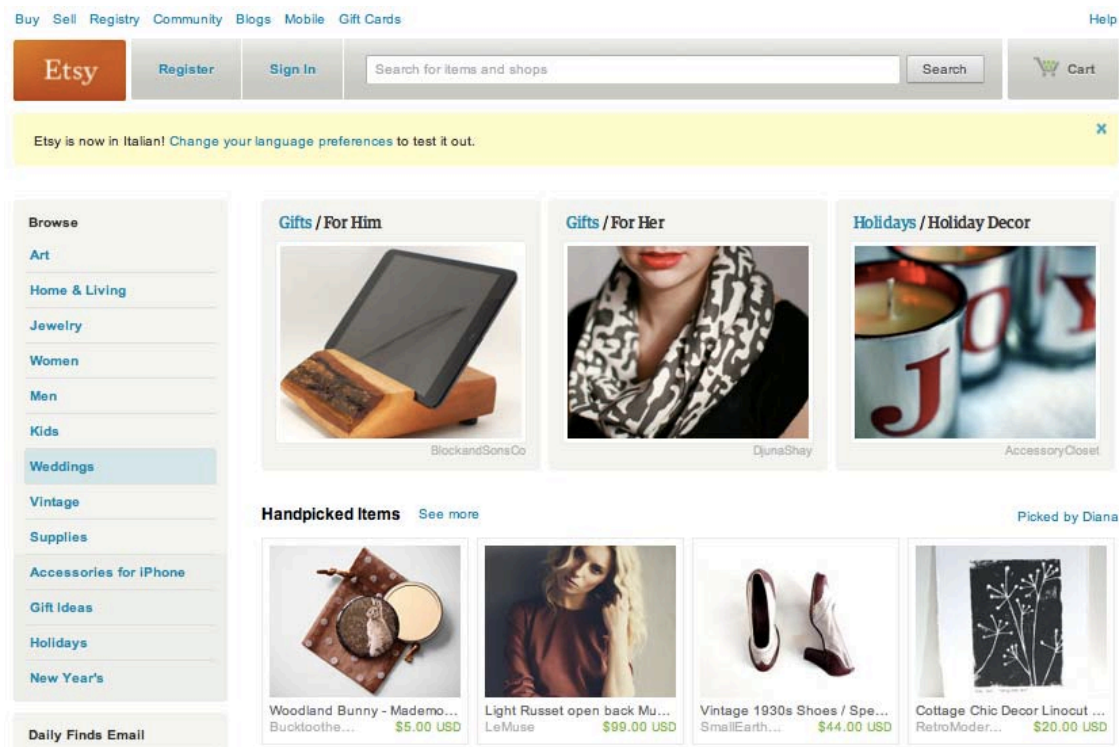 Buy Sell Registry Community Blogs Mobile Gift Cards Help
Etsy Register Sign In Search for items and shops Search Cart
Etsy is now in Italian! Change your language preferences to test it out. x
Browse
Art
Home & Living
Jewelry
Women
Men
Kids
Weddings
Vintage
Supplies
Accessories for iPhone
Gift Ideas
Holidays
New Year's
Daily Finds Email
Gifts / For Him
BlockandSonsCo
Gifts / For Her
DjunaShay
Holidays / Holiday Decor
J O Y
AccessoryCloset
Handpicked Items See more Picked by Diana
Woodland Bunny - Mademo...
Bucktoothe... $5.00 USD
Light Russet open back Mu...
LeMuse $99.00 USD
Vintage 1930s Shoes / Spe...
SmallEarth... $44.00 USD
Cottage Chic Decor Linocut ...
RetroModer... $20.00 USD